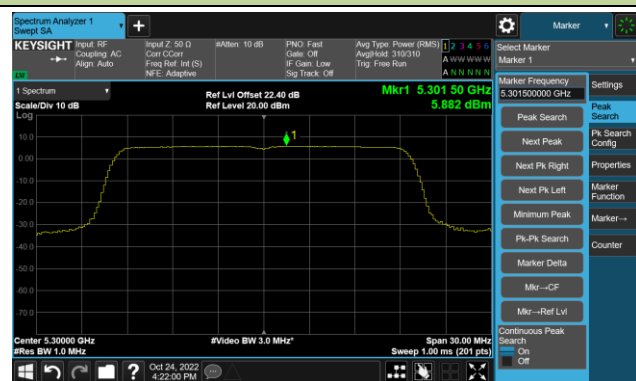 Spectrum Analyzer 1
Swept SA
+
Marker
KEYSIGHT
Input: RF
Coupling: AC
Align: Auto
Input Z: 50 Ω
Corr CCorr
Freq Ref: Int (S)
NFE: Adaptive
#Atten: 10 dB
PNO: Fast
Gate: Off
IF Gain: Low
Sig Track: Off
Avg Type: Power (RMS)
Avg|Hold: 310/310
Trig: Free Run
1 2 3 4 5 6
A W W W W W
A N N N N N
LW
Select Marker
Marker 1
1 Spectrum
Scale/Div 10 dB
Log
Ref Lvl Offset 22.40 dB
Ref Level 20.00 dBm
Mkr1 5.301 50 GHz
5.882 dBm
1
10.0
0.00
-10.0
-20.0
-30.0
-40.0
-50.0
-60.0
-70.0
Center 5.30000 GHz
#Res BW 1.0 MHz
#Video BW 3.0 MHz*
Span 30.00 MHz
Sweep 1.00 ms (201 pts)
Marker Frequency
5.301500000 GHz
Peak Search
Next Peak
Next Pk Right
Next Pk Left
Minimum Peak
Pk-Pk Search
Marker Delta
Mkr→CF
Mkr→Ref Lvl
Continuous Peak
Search
On
Off
Settings
Peak
Search
Pk Search
Config
Properties
Marker
Function
Marker→
Counter
?
Oct 24, 2022
4:22:00 PM